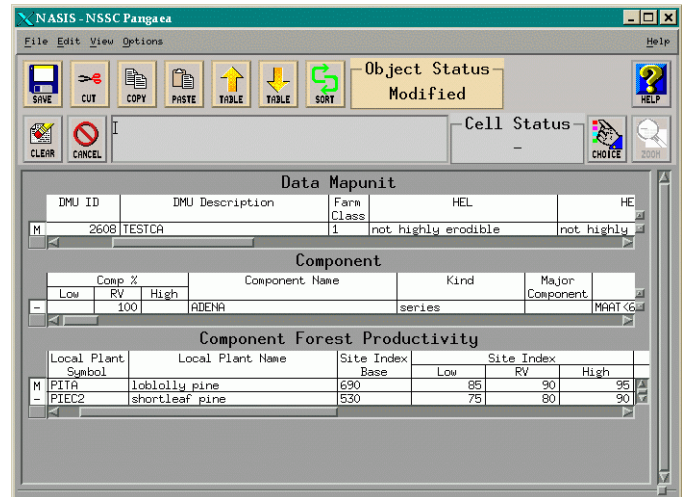 NASIS - NSSC Pangaea
File Edit View Options Help
Object Status
Modified
SAVE CUT COPY PASTE TABLE TABLE SORT HELP
Cell Status
-
CLEAR CANCEL CHOICE ZOOM
Data Mapunit
DMU ID DMU Description Farm Class HEL HE
M 2608 TESTCA 1 not highly erodible not highly
Component
Comp % Component Name Kind Major Component
Low RV High
- 100 ADENA series MAAT<6
Component Forest Productivity
Local Plant Symbol Local Plant Name Site Index Base Site Index
Low RV High
M PITA loblolly pine 690 85 90 95
- PIEC2 shortleaf pine 530 75 80 90